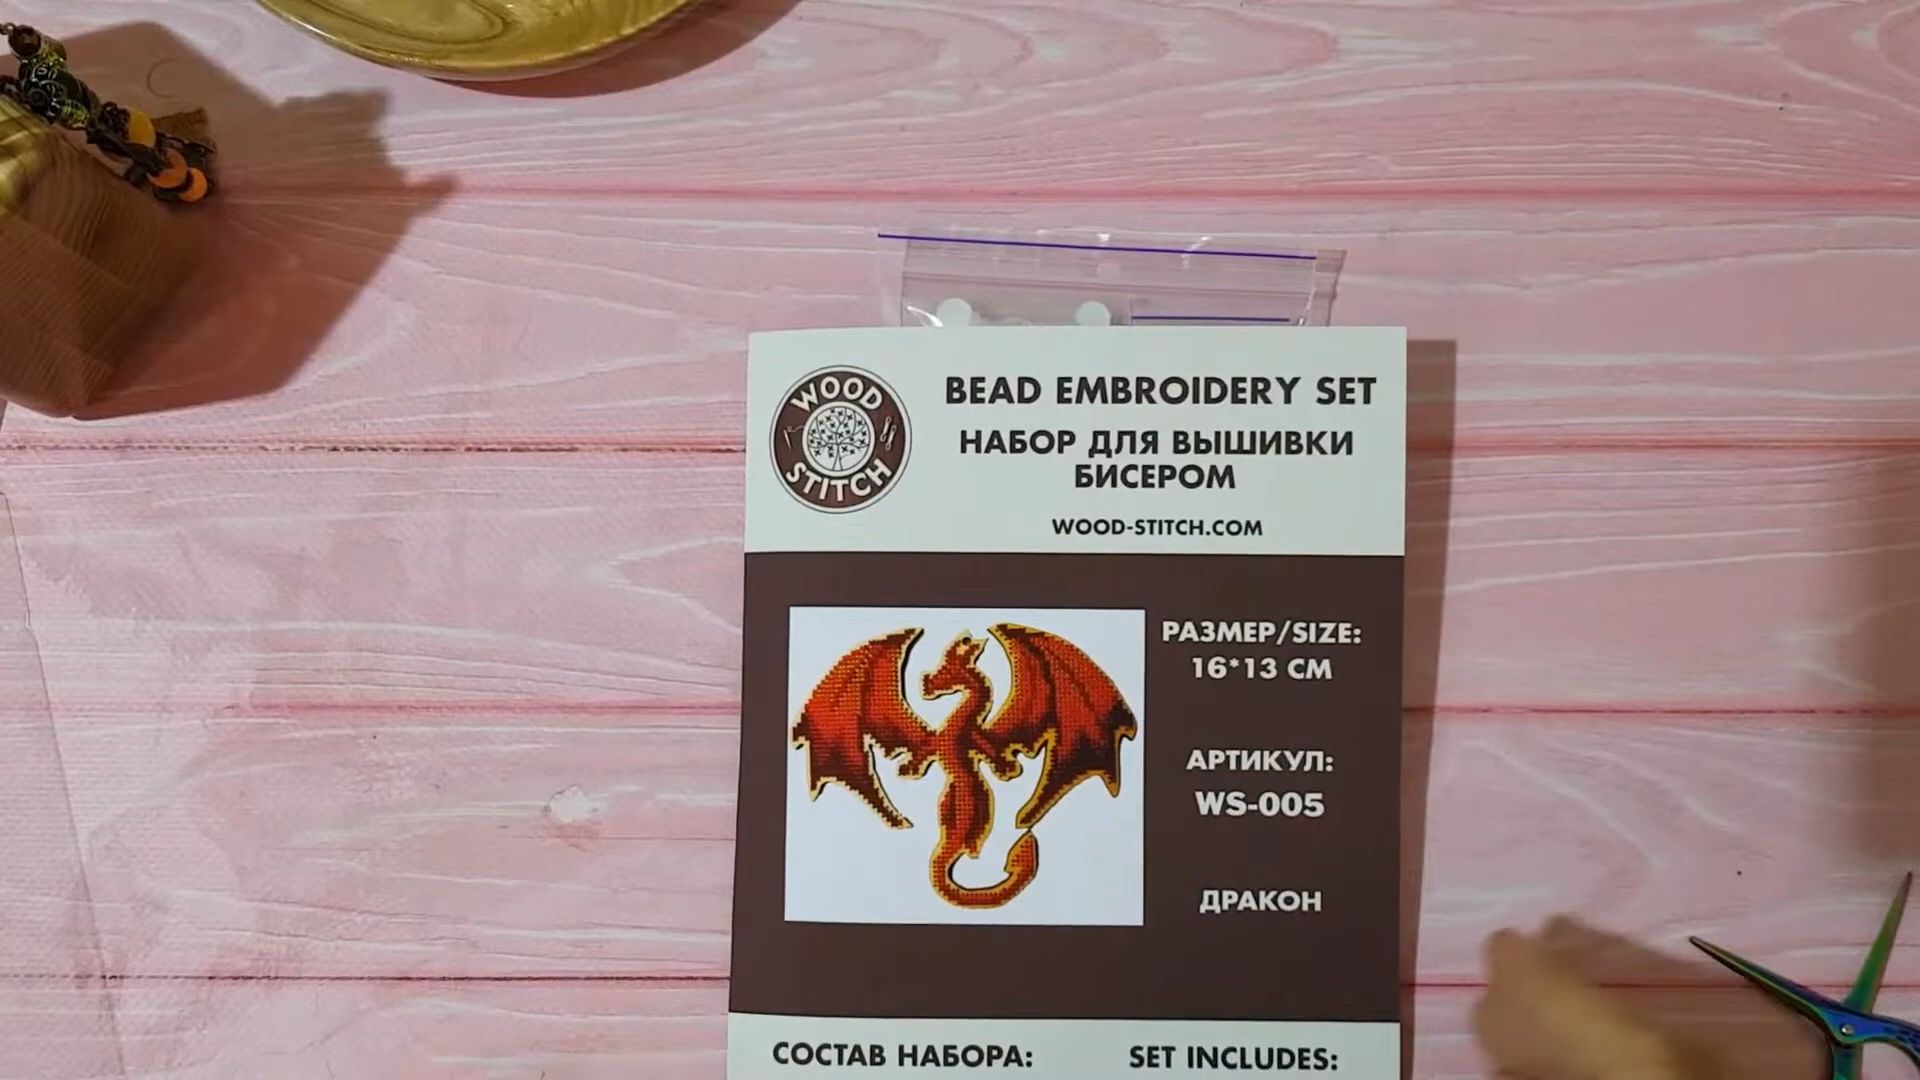 WOOD
STITCH
BEAD EMBROIDERY SET
НАБОР ДЛЯ ВЫШИВКИ
БИСЕРОМ
WOOD-STITCH.COM
РАЗМЕР/SIZE:
16*13 СМ
АРТИКУЛ:
WS-005
ДРАКОН
СОСТАВ НАБОРА:
SET INCLUDES: